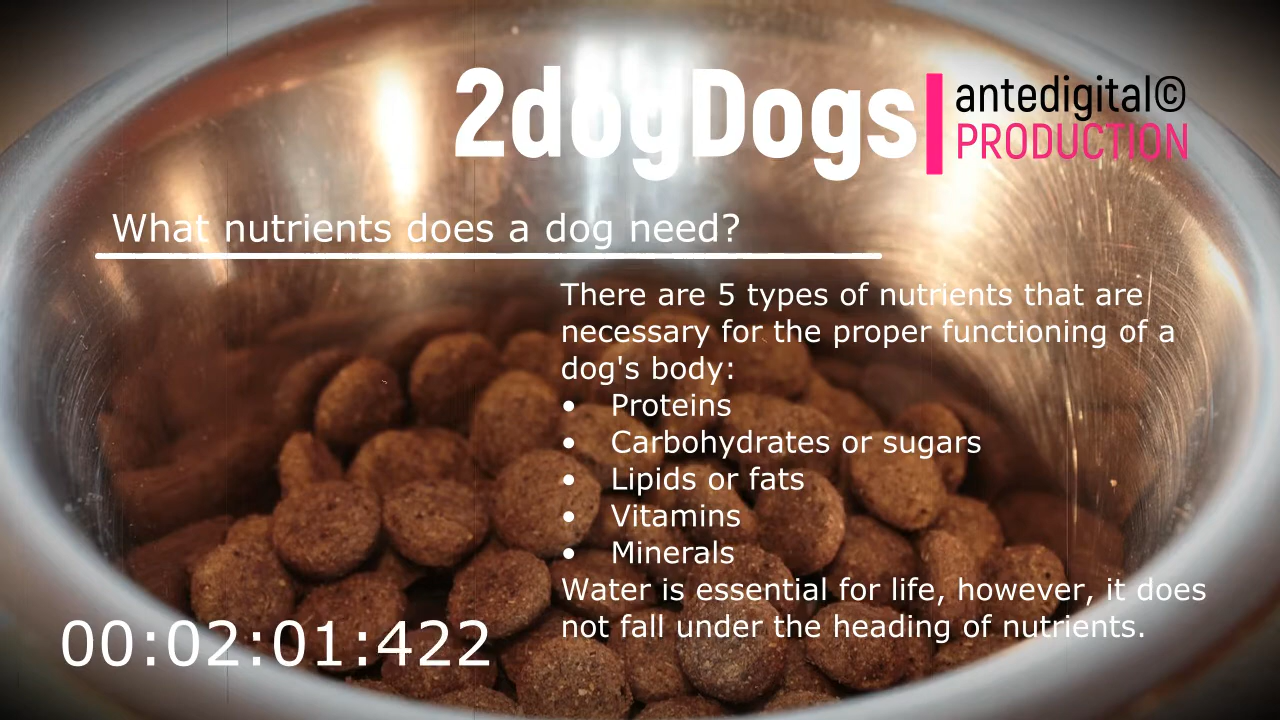 2dogDogs
antedigital©
PRODUCTION
What nutrients does a dog need?
There are 5 types of nutrients that are
necessary for the proper functioning of a
dog's body:
• Proteins
• Carbohydrates or sugars
• Lipids or fats
• Vitamins
• Minerals
Water is essential for life, however, it does
not fall under the heading of nutrients.
00:02:01:422